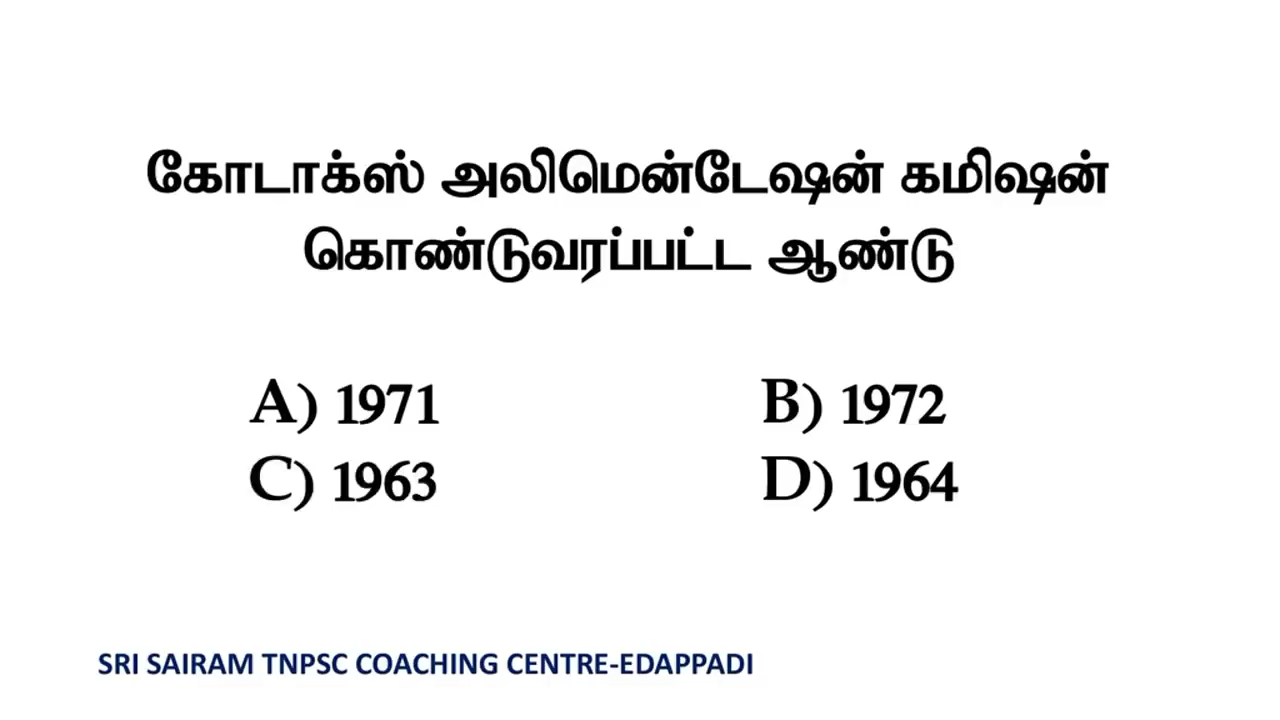 கோடாக்ஸ் அலிமென்டேஷன் கமிஷன்
கொண்டுவரப்பட்ட ஆண்டு
A) 1971 B) 1972
C) 1963 D) 1964
SRI SAIRAM TNPSC COACHING CENTRE-EDAPPADI